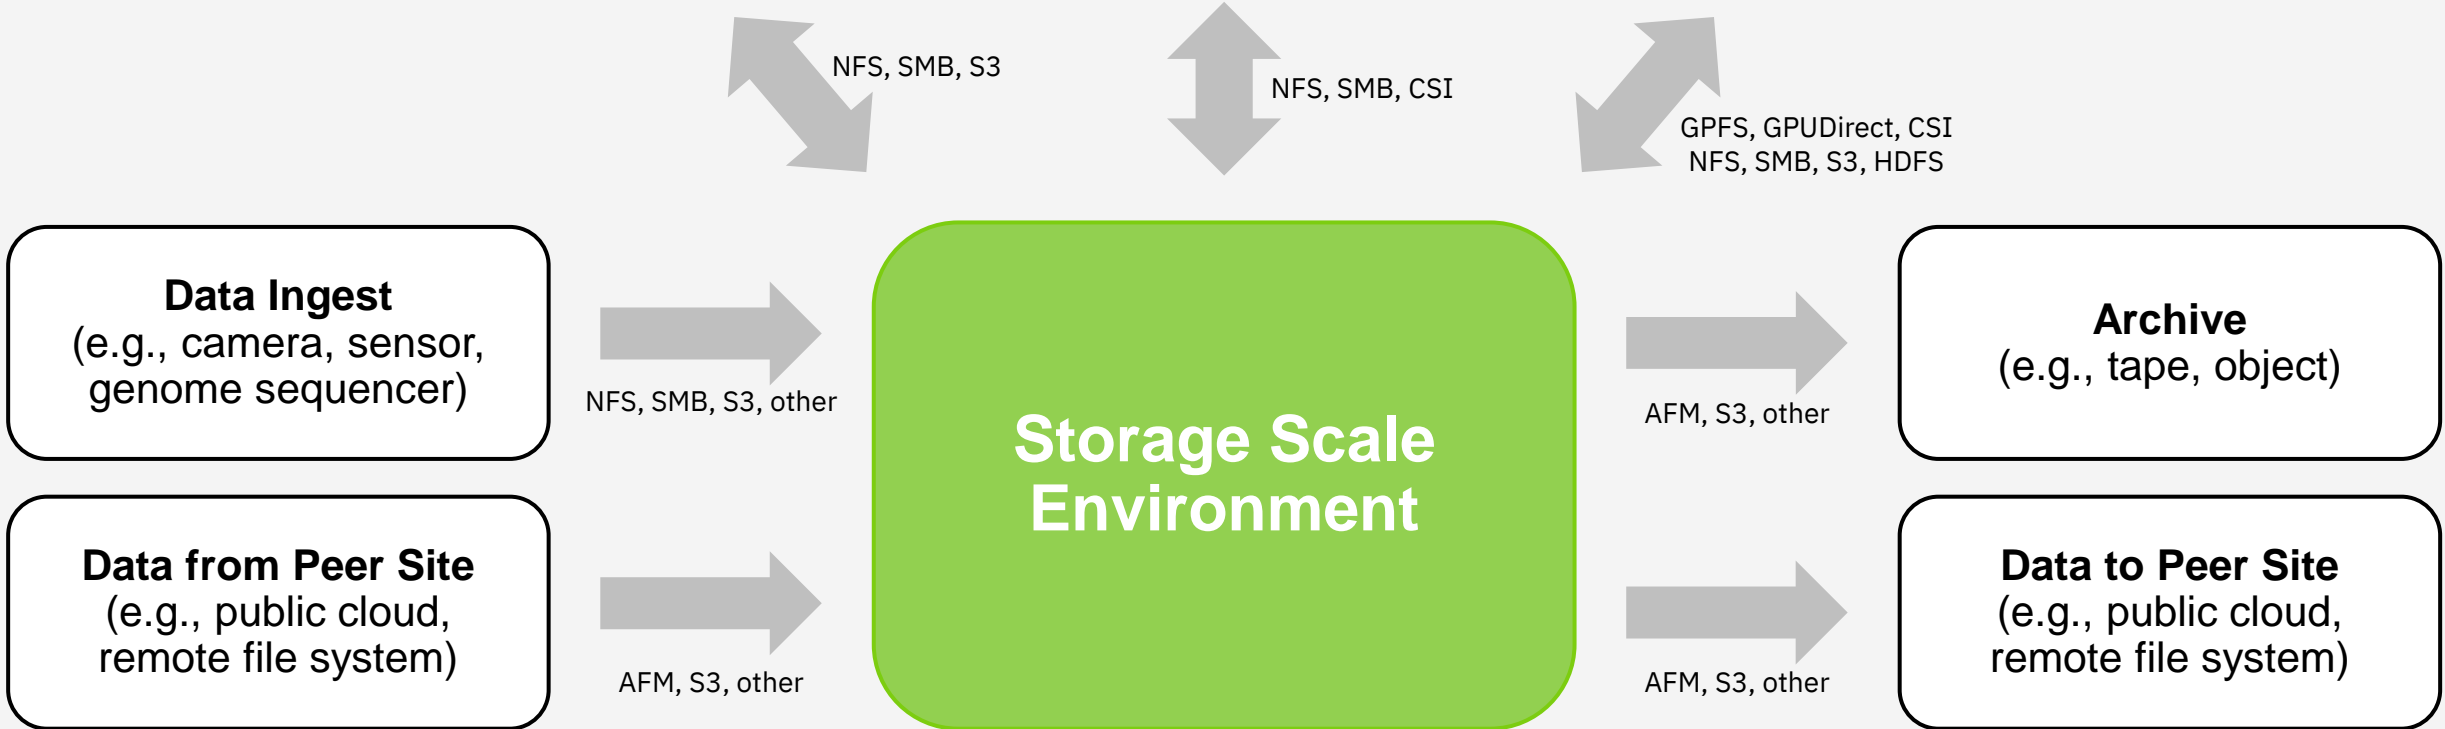 NFS, SMB, S3
NFS, SMB, CSI
GPFS, GPUDirect, CSI
NFS, SMB, S3, HDFS
Data Ingest
(e.g., camera, sensor,
genome sequencer)
NFS, SMB, S3, other
Data from Peer Site
(e.g., public cloud,
remote file system)
AFM, S3, other
Storage Scale
Environment
Archive
(e.g., tape, object)
AFM, S3, other
Data to Peer Site
(e.g., public cloud,
remote file system)
AFM, S3, other